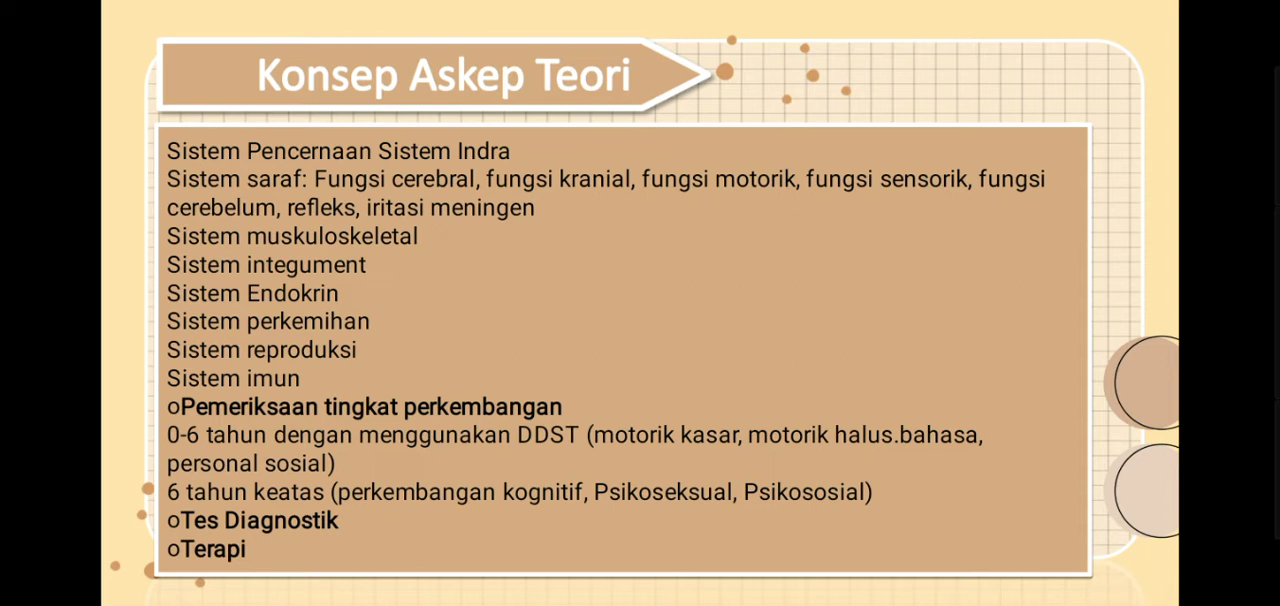 Konsep Askep Teori
Sistem Pencernaan Sistem Indra
Sistem saraf: Fungsi cerebral, fungsi kranial, fungsi motorik, fungsi sensorik, fungsi
cerebelum, refleks, iritasi meningen
Sistem muskuloskeletal
Sistem integument
Sistem Endokrin
Sistem perkemihan
Sistem reproduksi
Sistem imun
oPemeriksaan tingkat perkembangan
0-6 tahun dengan menggunakan DDST (motorik kasar, motorik halus.bahasa,
personal sosial)
6 tahun keatas (perkembangan kognitif, Psikoseksual, Psikososial)
oTes Diagnostik
oTerapi